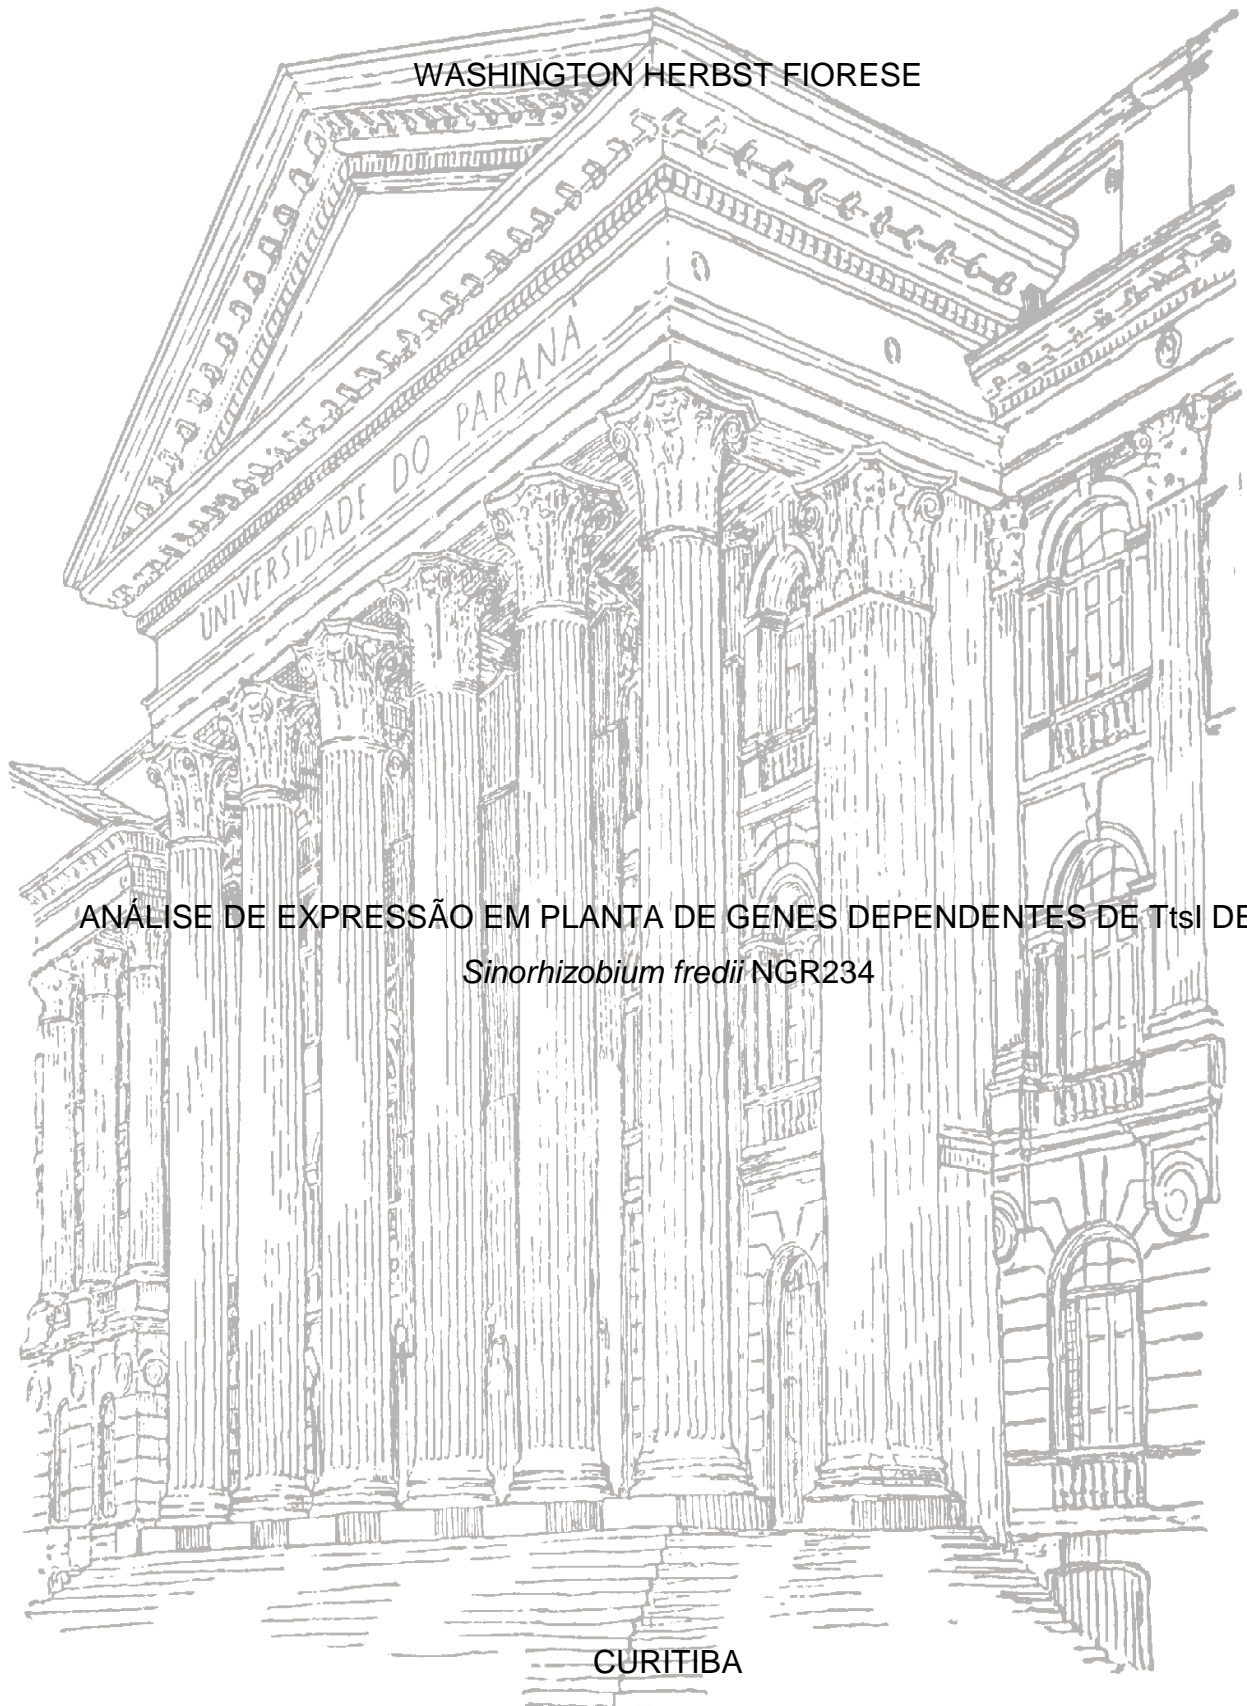 WASHINGTON HERBST FIORESE
UNIVERSIDADE DO PARANÁ
ANÁLISE DE EXPRESSÃO EM PLANTA DE GENES DEPENDENTES DE TtsI DE
Sinorhizobium fredii NGR234
CURITIBA